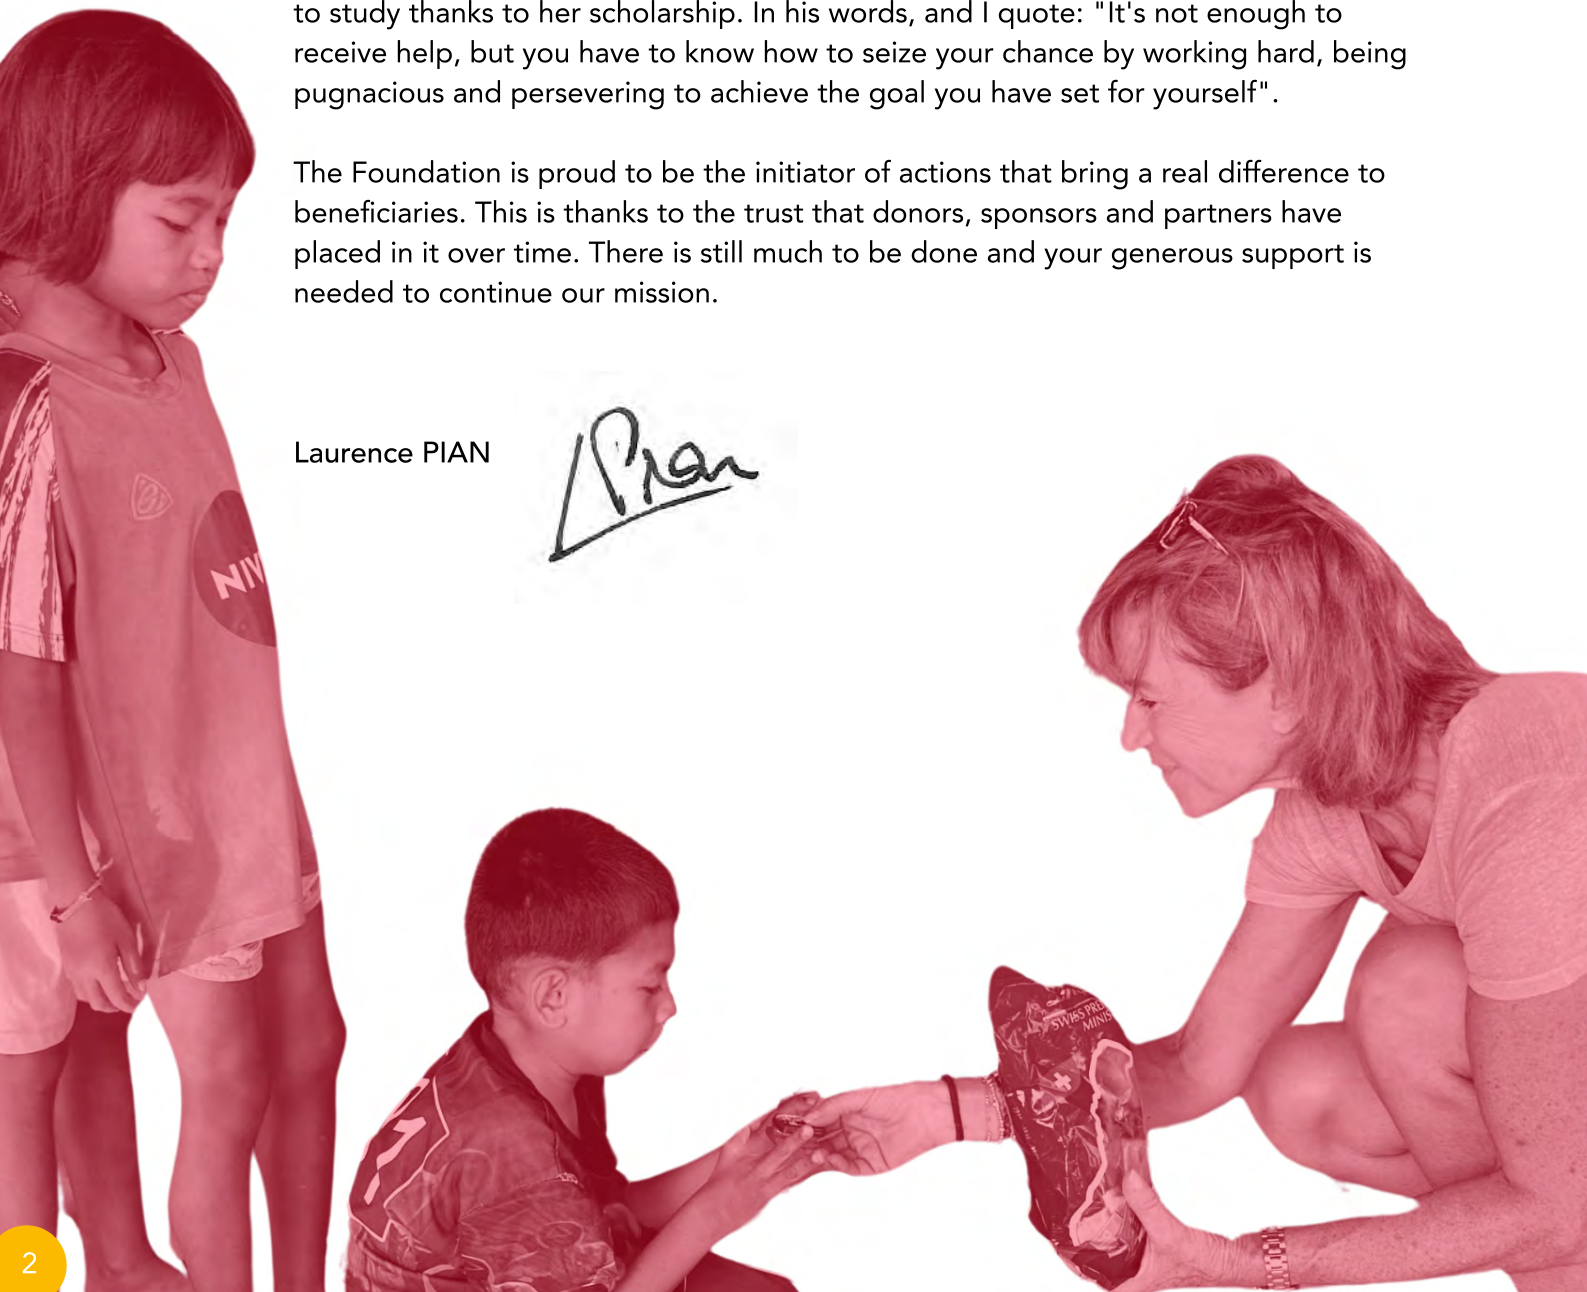 to study thanks to her scholarship. In his words, and I quote: "It's not enough to
receive help, but you have to know how to seize your chance by working hard, being
pugnacious and persevering to achieve the goal you have set for yourself".
The Foundation is proud to be the initiator of actions that bring a real difference to
beneficiaries. This is thanks to the trust that donors, sponsors and partners have
placed in it over time. There is still much to be done and your generous support is
needed to continue our mission.
Laurence PIAN
LPian
NIV
SWISS PRE
MINIS
2